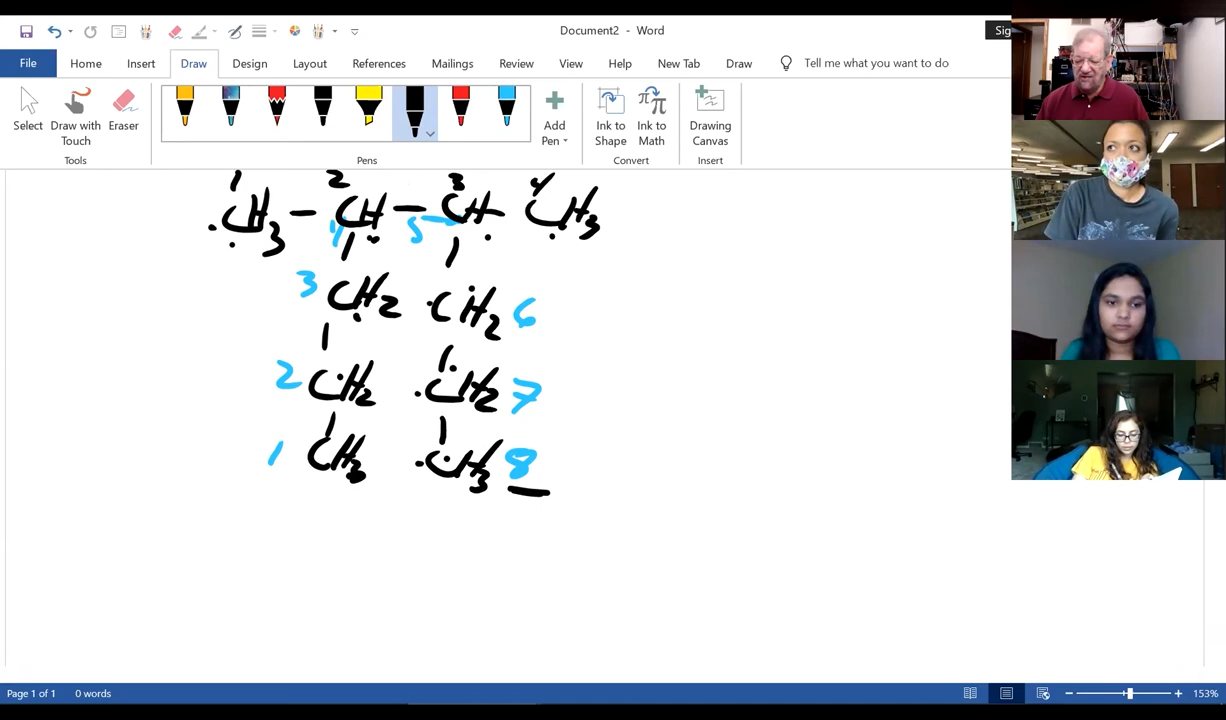 Document2 - Word
Sig
File Home Insert Draw Design Layout References Mailings Review View Help New Tab Draw Tell me what you want to do
Select Draw with Touch Eraser Add Pen Ink to Shape Ink to Math Drawing Canvas
Tools Pens Convert Insert
1 2 3 4
CH3 - CH - CH - CH3
4 5
3 CH2 CH2 6
2 CH2 CH2 7
1 CH3 CH3 8
Page 1 of 1 0 words 153%